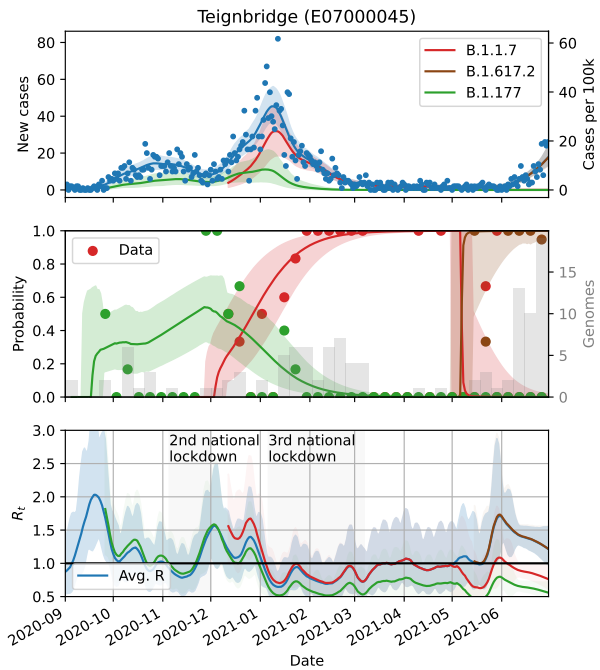 Teignbridge (E07000045)
New cases
80
60
40
20
0
B.1.1.7
B.1.617.2
B.1.177
60
40
20
0
Cases per 100k
Probability
1.0
0.8
0.6
0.4
0.2
0.0
Data
15
10
5
0
Genomes
R_t
3.0
2.5
2.0
1.5
1.0
0.5
2nd national 3rd national
lockdown lockdown
Avg. R
2020-09 2020-10 2020-11 2020-12 2021-01 2021-02 2021-03 2021-04 2021-05 2021-06
Date